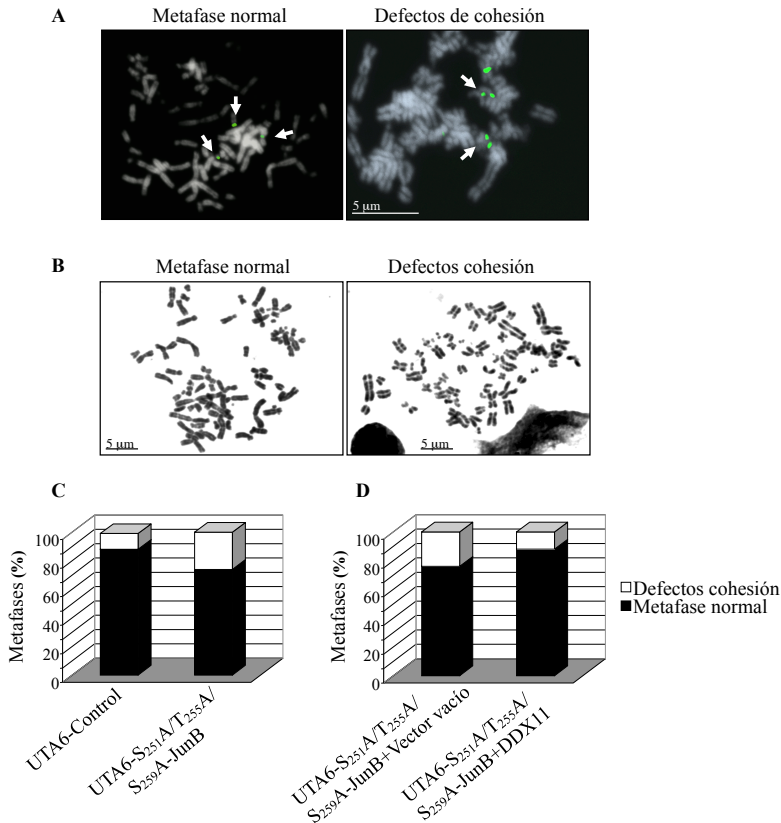 A
Metafase normal
Defectos de cohesión
5 µm
B
Metafase normal
Defectos cohesión
5 µm
5 µm
C
Metafases (%)
100
80
60
40
20
0
UTA6-Control
UTA6-S251A/T255A/
S259A-JunB
D
Metafases (%)
100
80
60
40
20
0
UTA6-S251A/T255A/
S259A-JunB+Vector vacío
UTA6-S251A/T255A/
S259A-JunB+DDX11
Defectos cohesión
Metafase normal